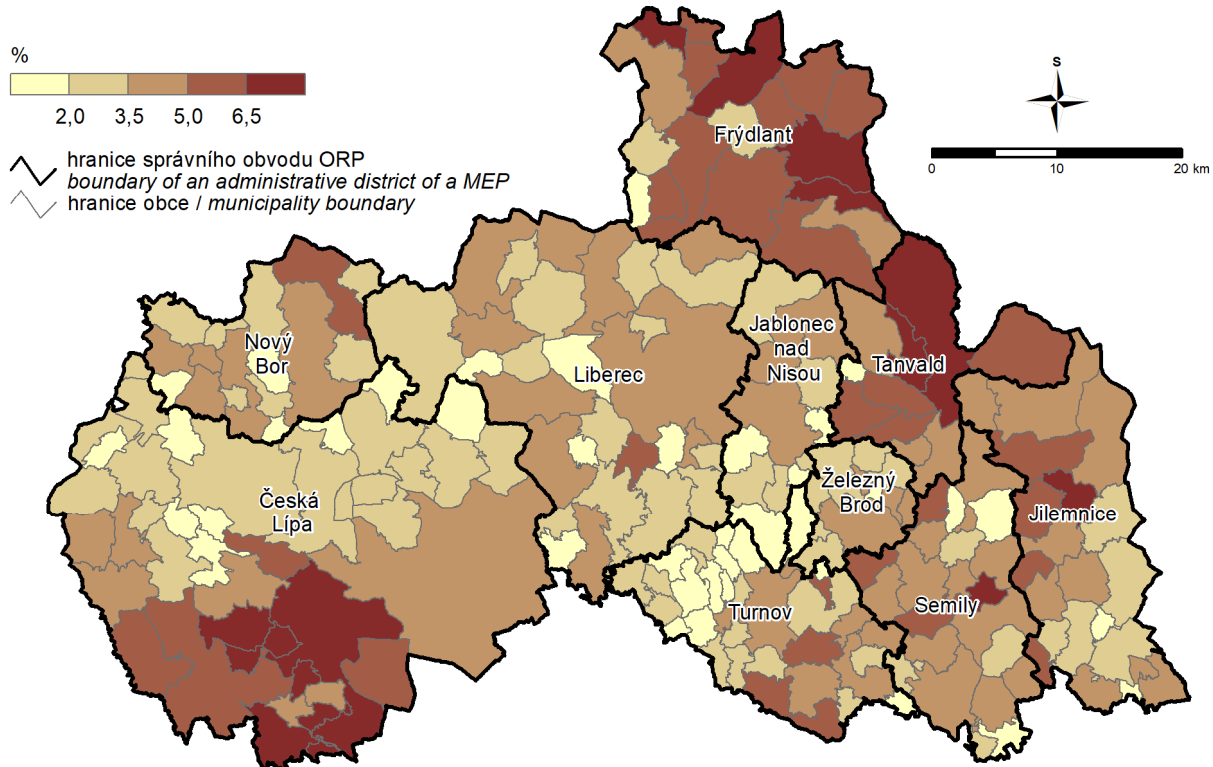 %
2,0 3,5 5,0 6,5
hranice správního obvodu ORP
boundary of an administrative district of a MEP
hranice obce / municipality boundary
S
0 10 20 km
Frýdlant
Nový
Bor
Liberec
Jablonec
nad
Nisou
Tanvald
Česká
Lípa
Železný
Brod
Jilemnice
Turnov
Semily